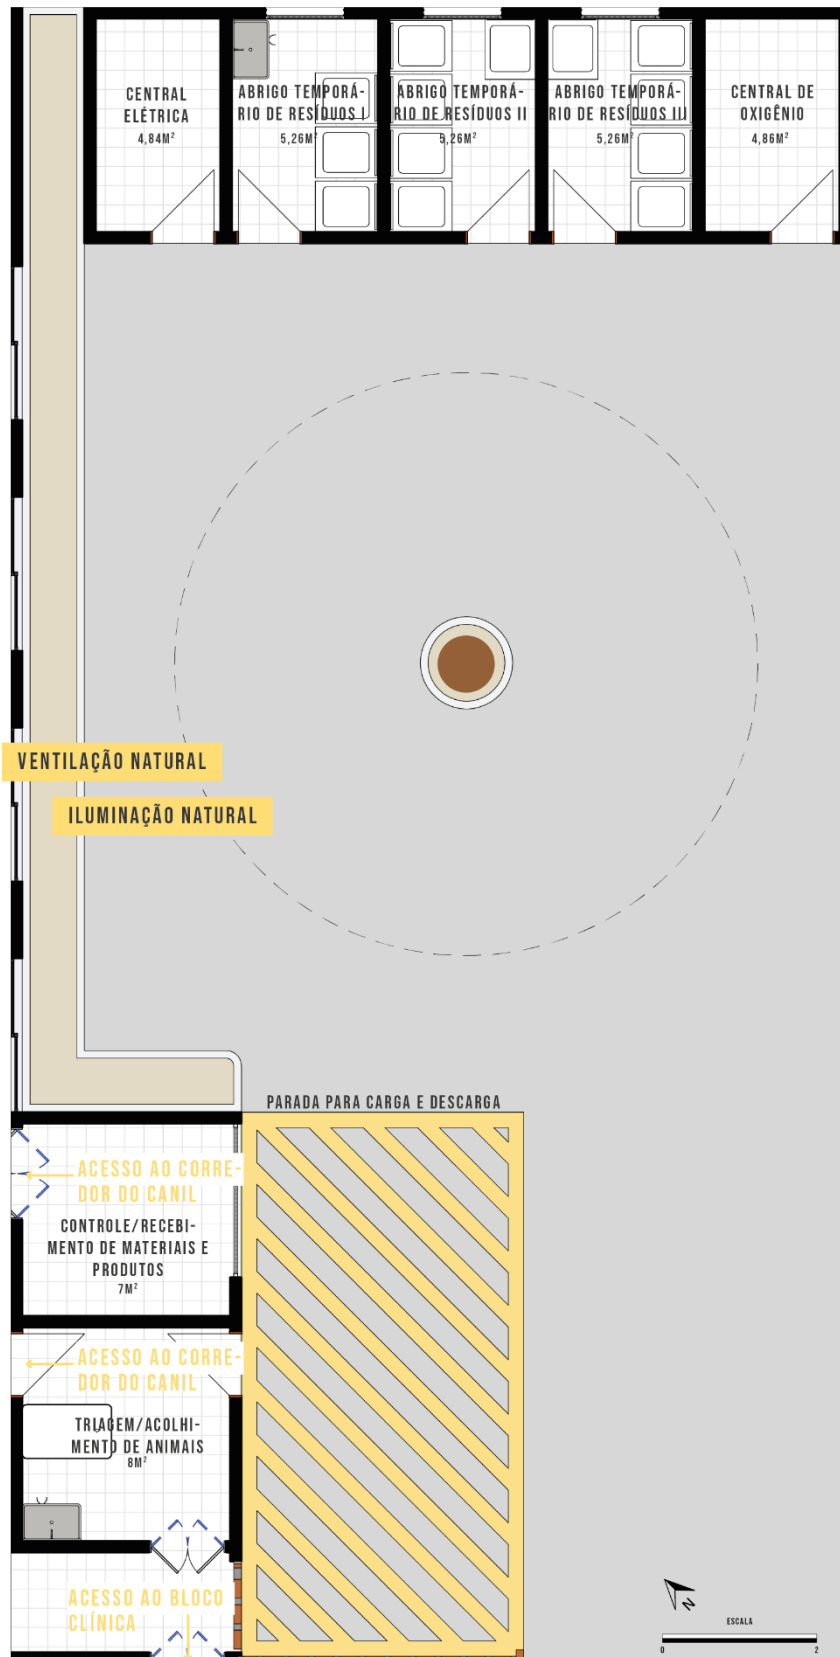 CENTRAL
ELÉTRICA
4,84M²
ABRIGO TEMPORÁ-
RIO DE RESÍDUOS I
5,26M²
ABRIGO TEMPORÁ-
RIO DE RESÍDUOS II
5,26M²
ABRIGO TEMPORÁ-
RIO DE RESÍDUOS III
5,26M²
CENTRAL DE
OXIGÊNIO
4,86M²
VENTILAÇÃO NATURAL
ILUMINAÇÃO NATURAL
PARADA PARA CARGA E DESCARGA
ACESSO AO CORRE-
DOR DO CANIL
CONTROLE/RECEBI-
MENTO DE MATERIAIS E
PRODUTOS
7M²
ACESSO AO CORRE-
DOR DO CANIL
TRIAGEM/ACOLHI-
MENTO DE ANIMAIS
8M²
ACESSO AO BLOCO
CLÍNICA
N
ESCALA
0 2